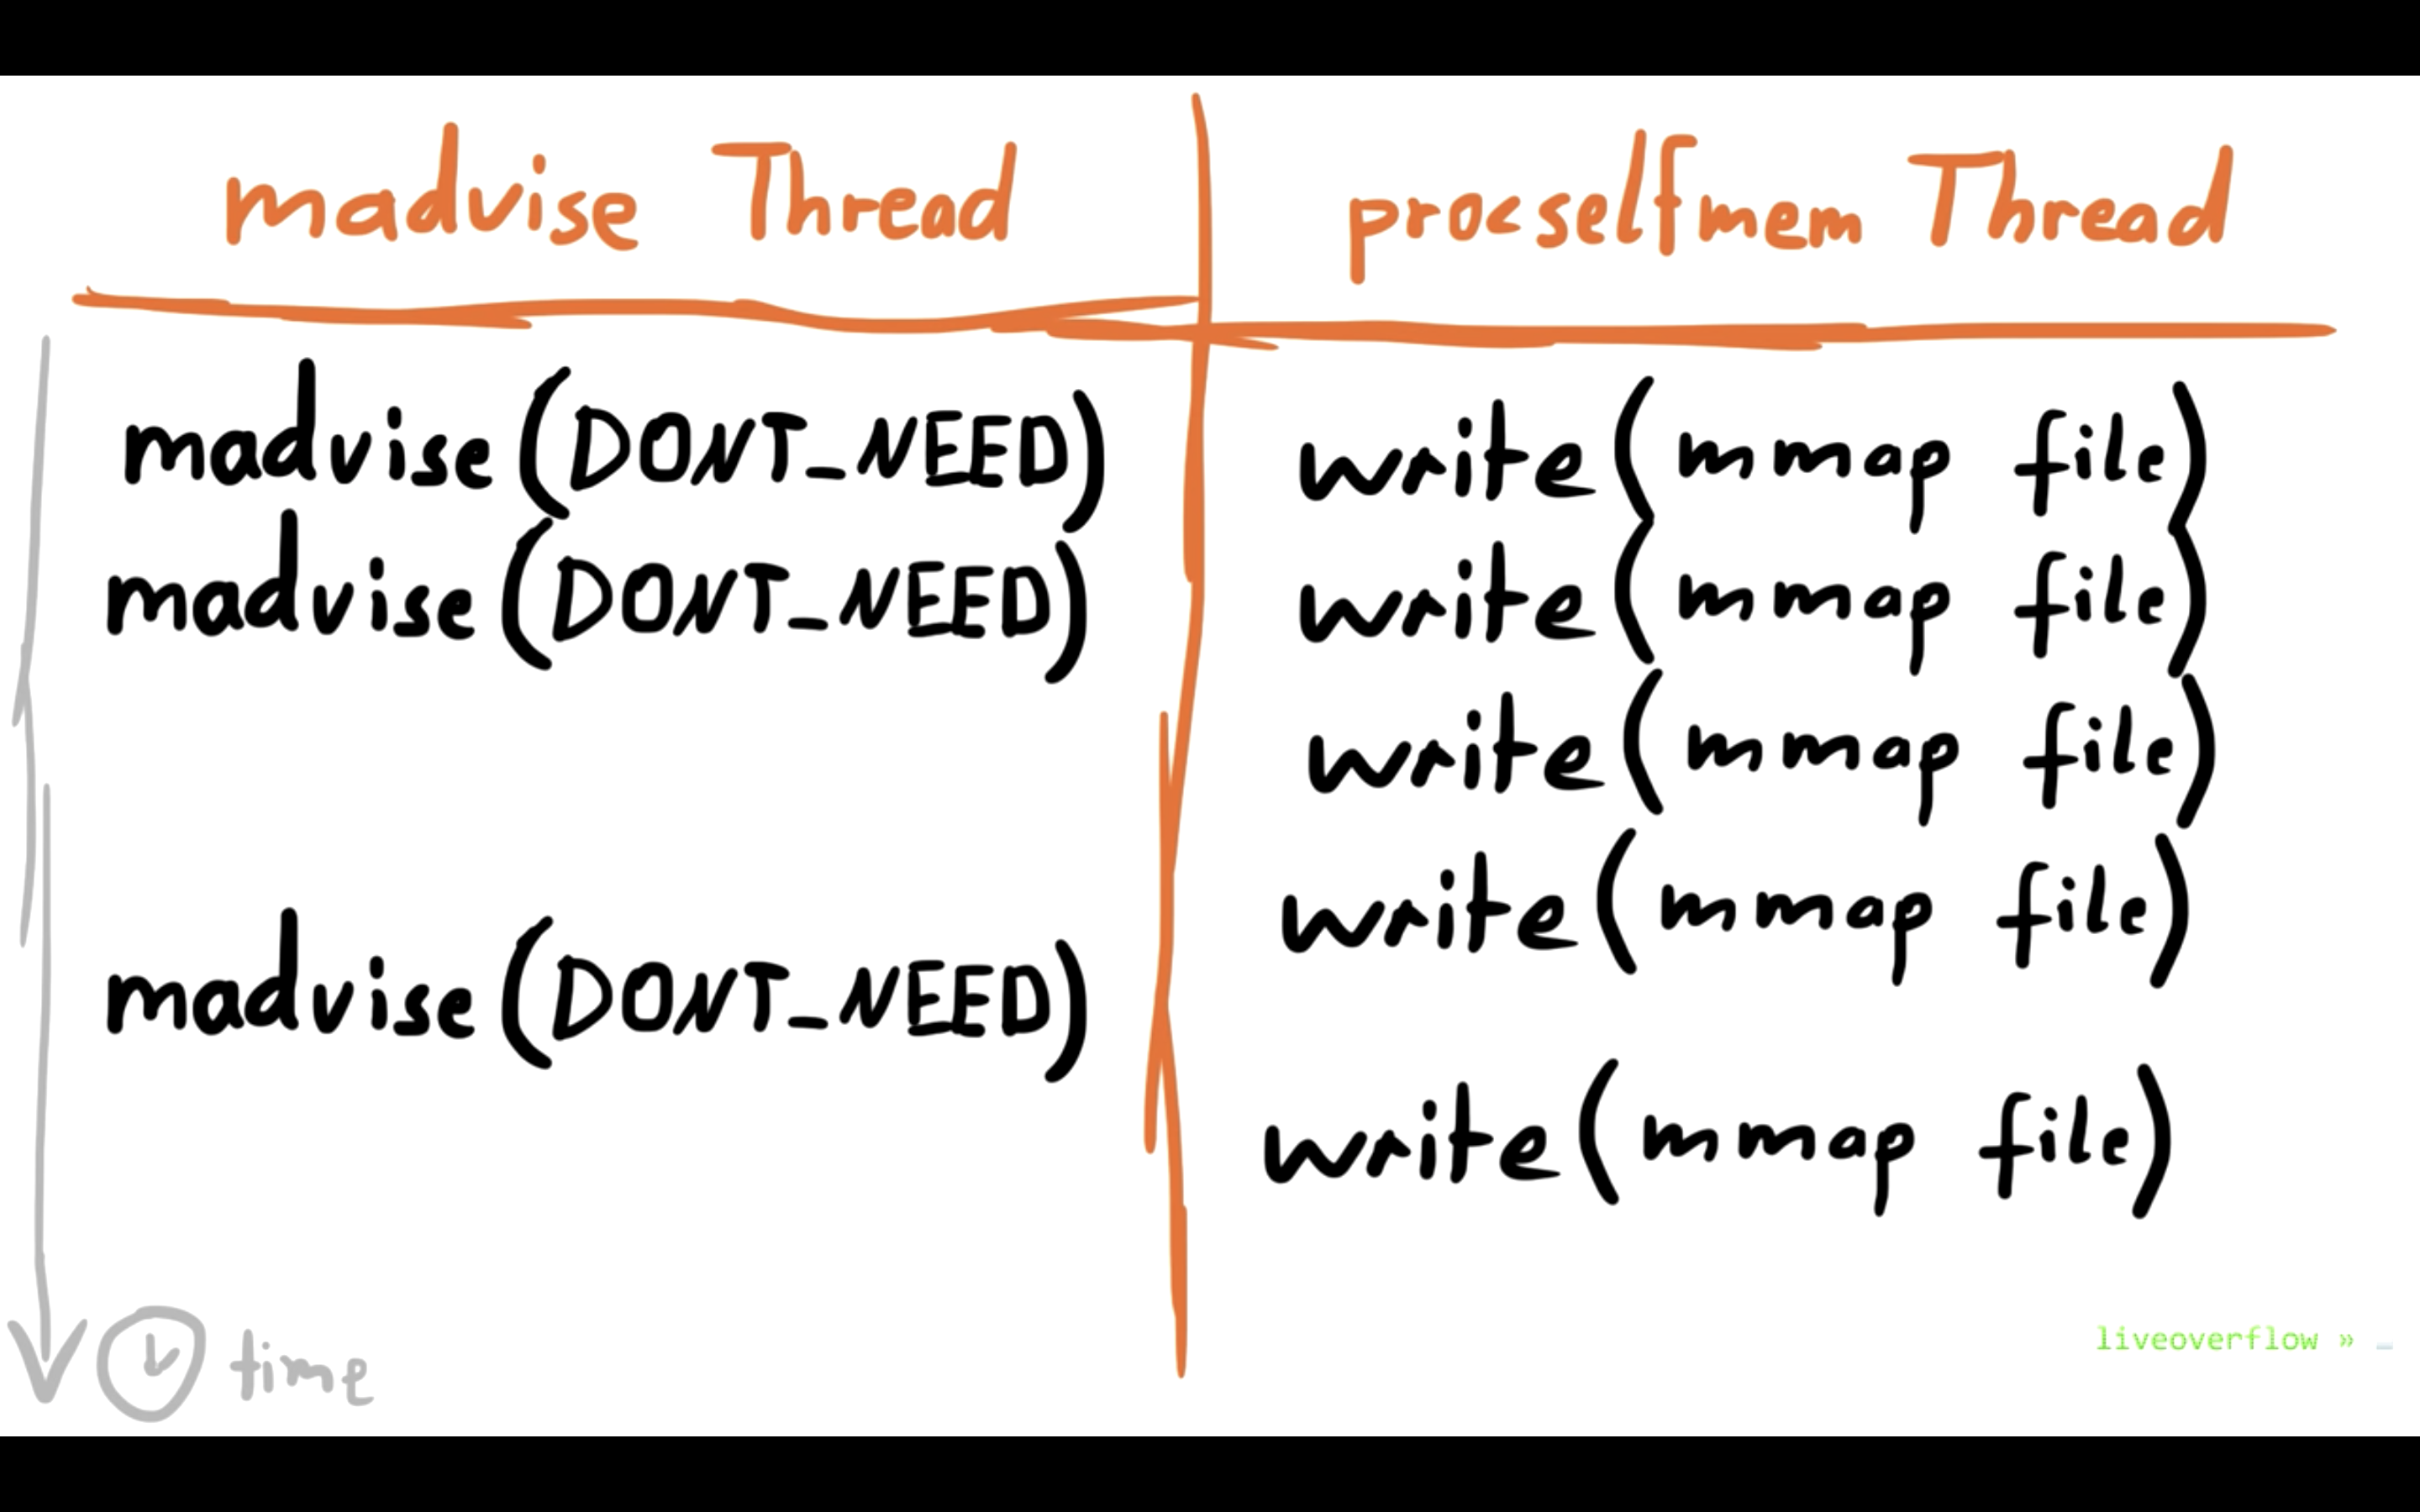 madvise Thread
procselfmem Thread
madvise(DONT_NEED)
write(mmap file)
madvise(DONT_NEED)
write(mmap file)
write(mmap file)
write(mmap file)
madvise(DONT_NEED)
write(mmap file)
time
liveoverflow » _